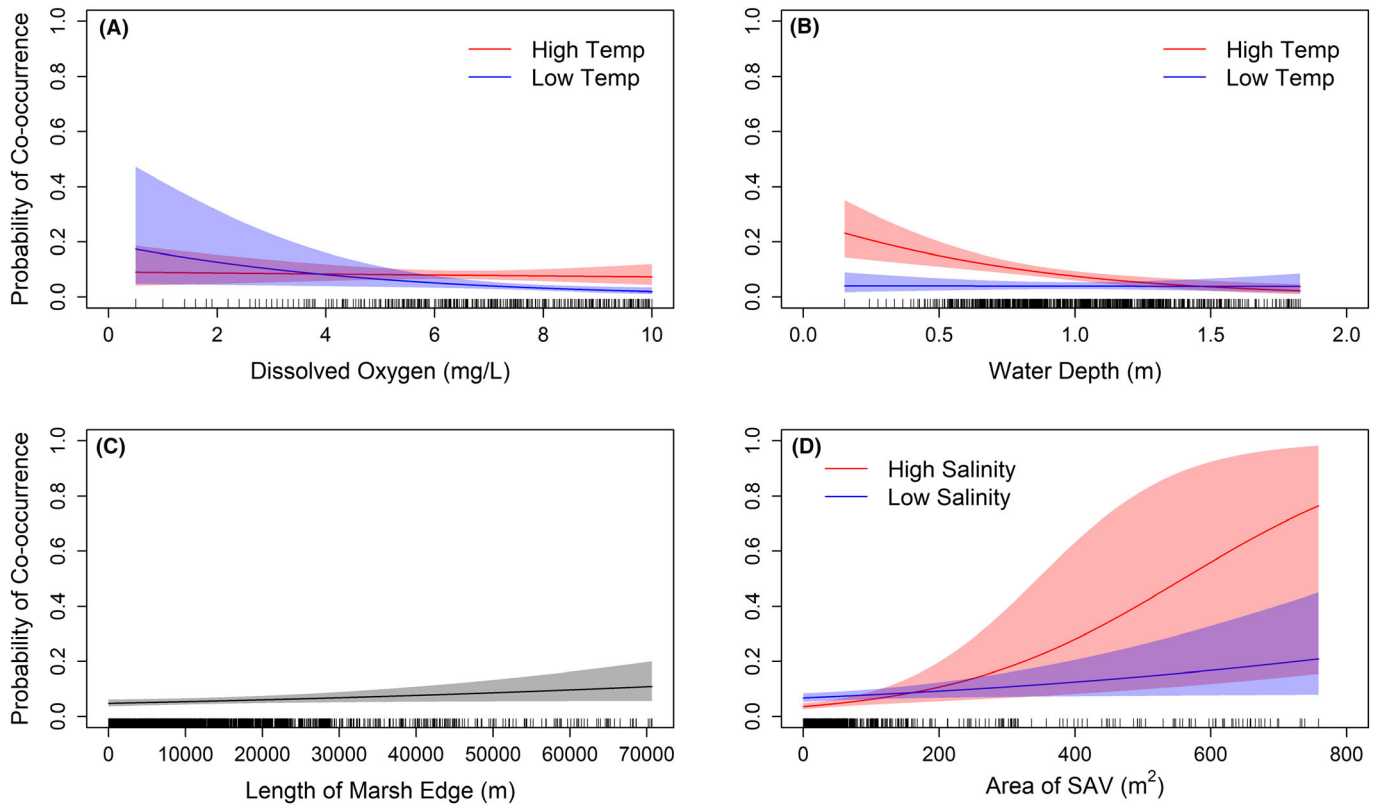 (A)
High Temp
Low Temp
Probability of Co-occurrence
0.0 0.2 0.4 0.6 0.8 1.0
0 2 4 6 8 10
Dissolved Oxygen (mg/L)
(B)
High Temp
Low Temp
0.0 0.2 0.4 0.6 0.8 1.0
0.0 0.5 1.0 1.5 2.0
Water Depth (m)
(C)
Probability of Co-occurrence
0.0 0.2 0.4 0.6 0.8 1.0
0 10000 20000 30000 40000 50000 60000 70000
Length of Marsh Edge (m)
(D)
High Salinity
Low Salinity
0.0 0.2 0.4 0.6 0.8 1.0
0 200 400 600 800
Area of SAV (m²)